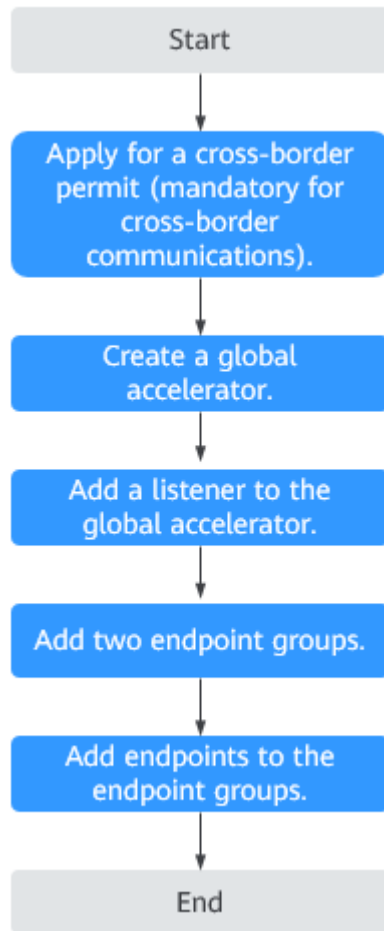 Start
Apply for a cross-border
permit (mandatory for
cross-border
communications).
Create a global
accelerator.
Add a listener to the
global accelerator.
Add two endpoint groups.
Add endpoints to the
endpoint groups.
End